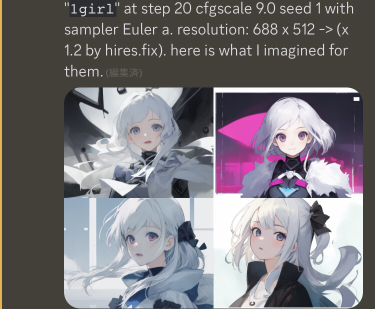 "1girl" at step 20 cfgscale 9.0 seed 1 with
sampler Euler a. resolution: 688 x 512 -> (x
1.2 by hires.fix). here is what I imagined for
them. (編集済)